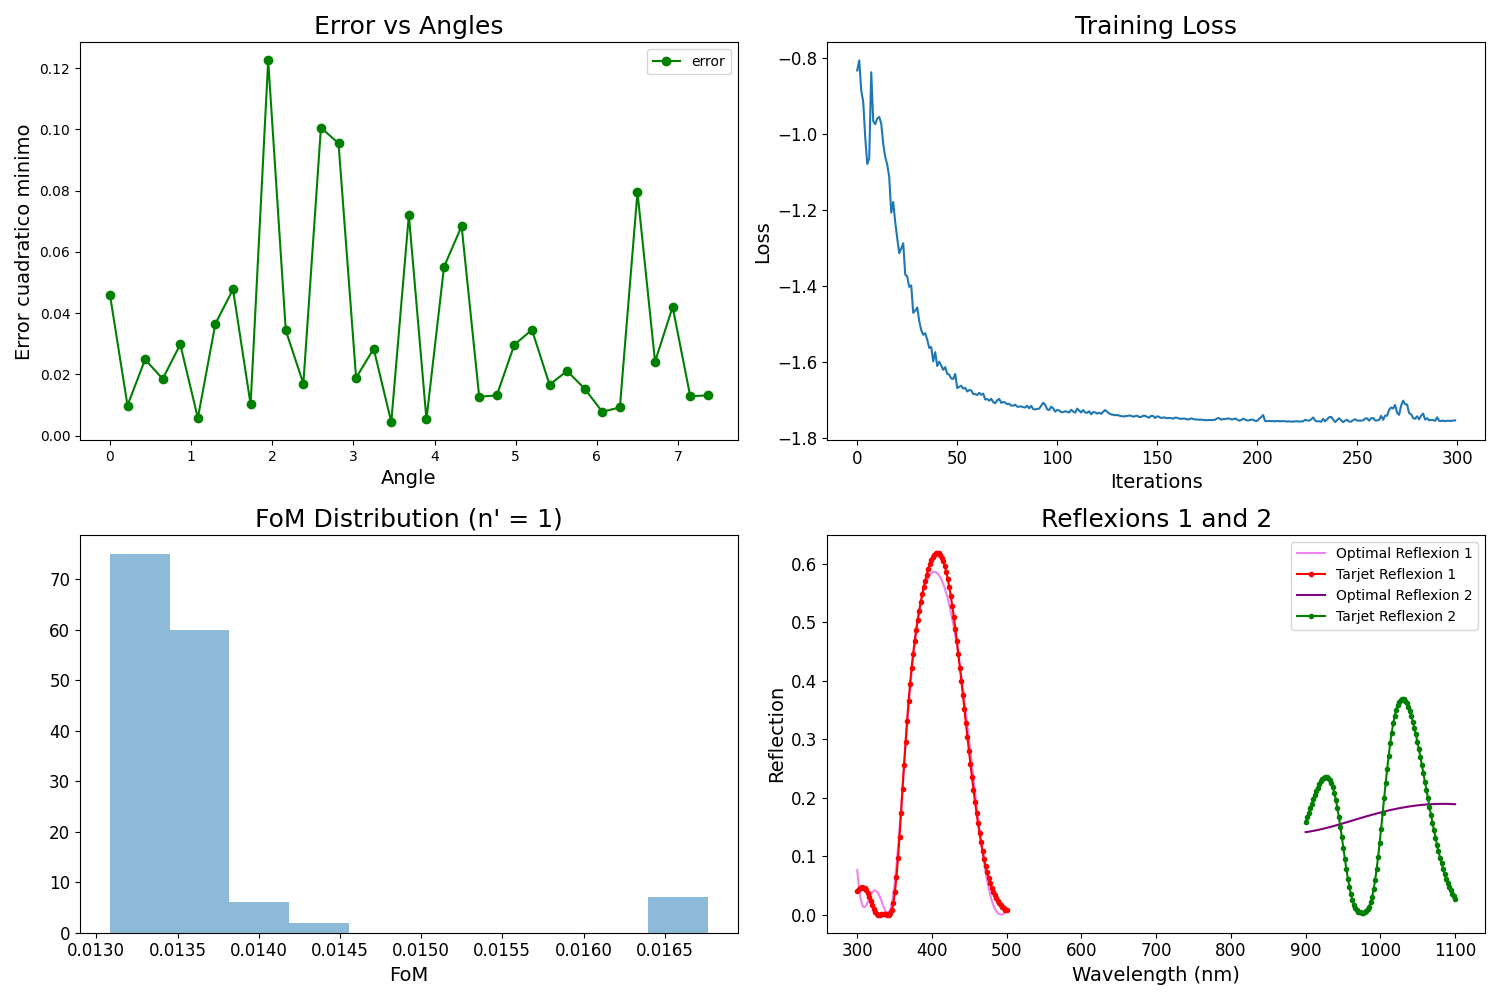 Error vs Angles
Error cuadratico minimo
0.12
0.10
0.08
0.06
0.04
0.02
0.00
error
0 1 2 3 4 5 6 7
Angle
Training Loss
Loss
−0.8
−1.0
−1.2
−1.4
−1.6
−1.8
0 50 100 150 200 250 300
Iterations
FoM Distribution (n' = 1)
70
60
50
40
30
20
10
0
0.0130 0.0135 0.0140 0.0145 0.0150 0.0155 0.0160 0.0165
FoM
Reflexions 1 and 2
Reflection
0.6
0.5
0.4
0.3
0.2
0.1
0.0
Optimal Reflexion 1
Tarjet Reflexion 1
Optimal Reflexion 2
Tarjet Reflexion 2
300 400 500 600 700 800 900 1000 1100
Wavelength (nm)